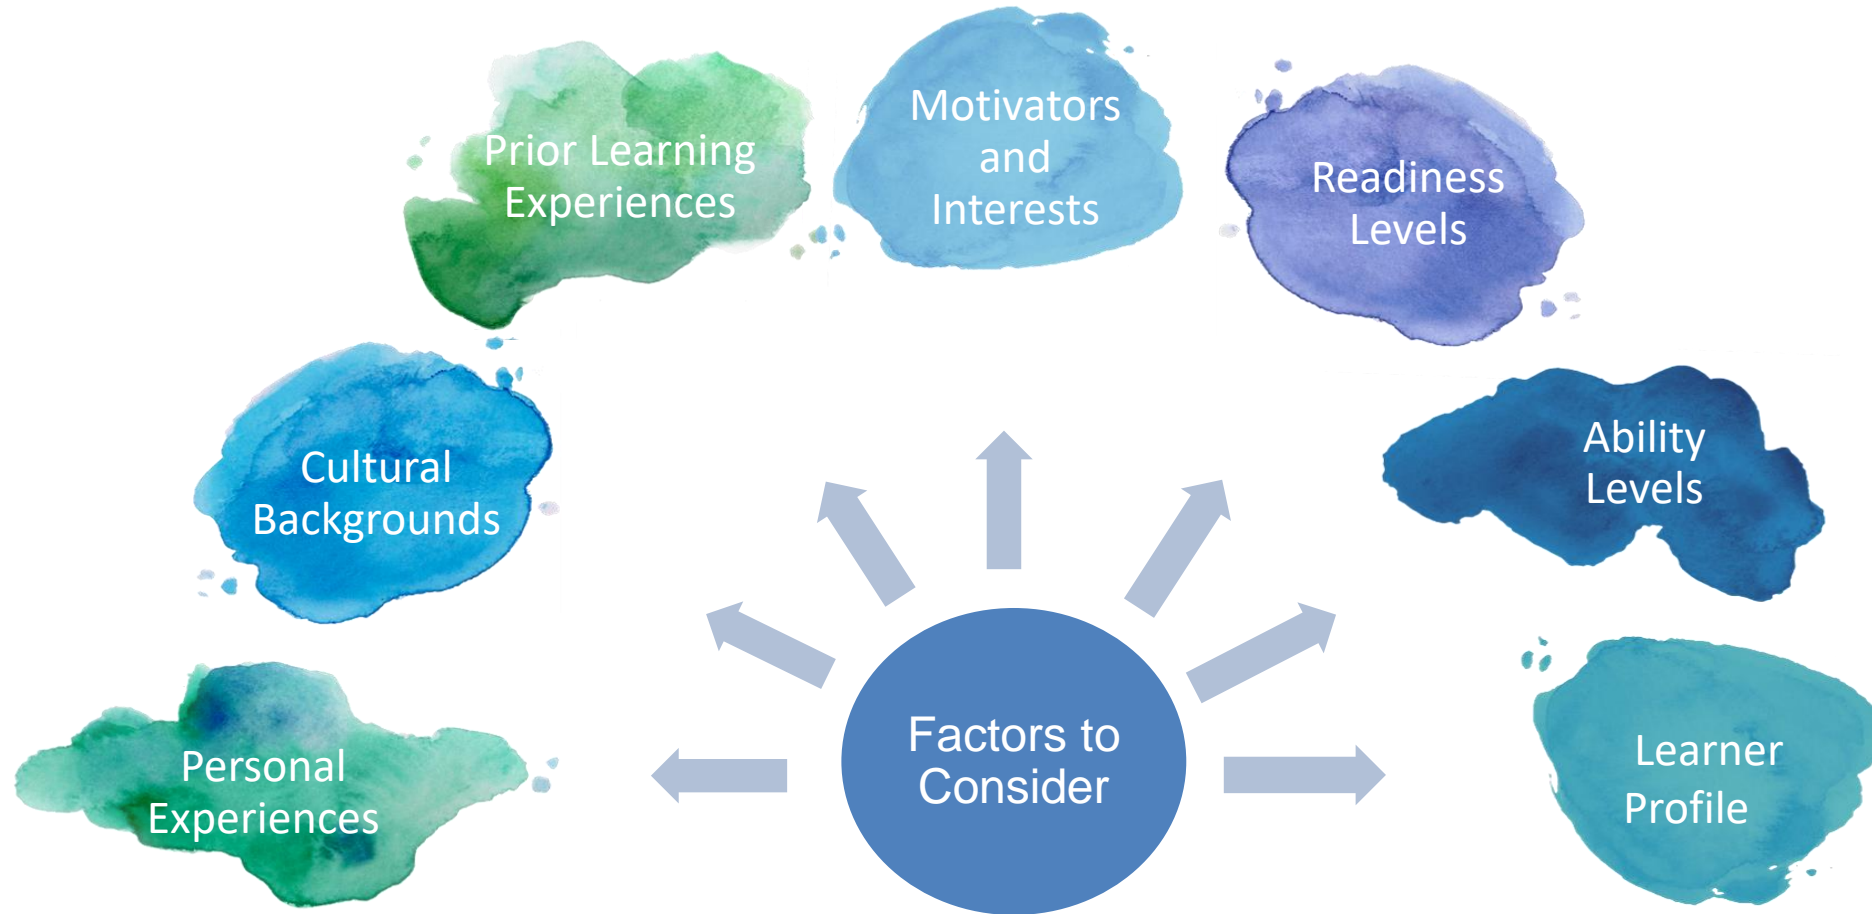 Prior Learning
Experiences
Motivators
and
Interests
Readiness
Levels
Cultural
Backgrounds
Ability
Levels
Personal
Experiences
Factors to
Consider
Learner
Profile